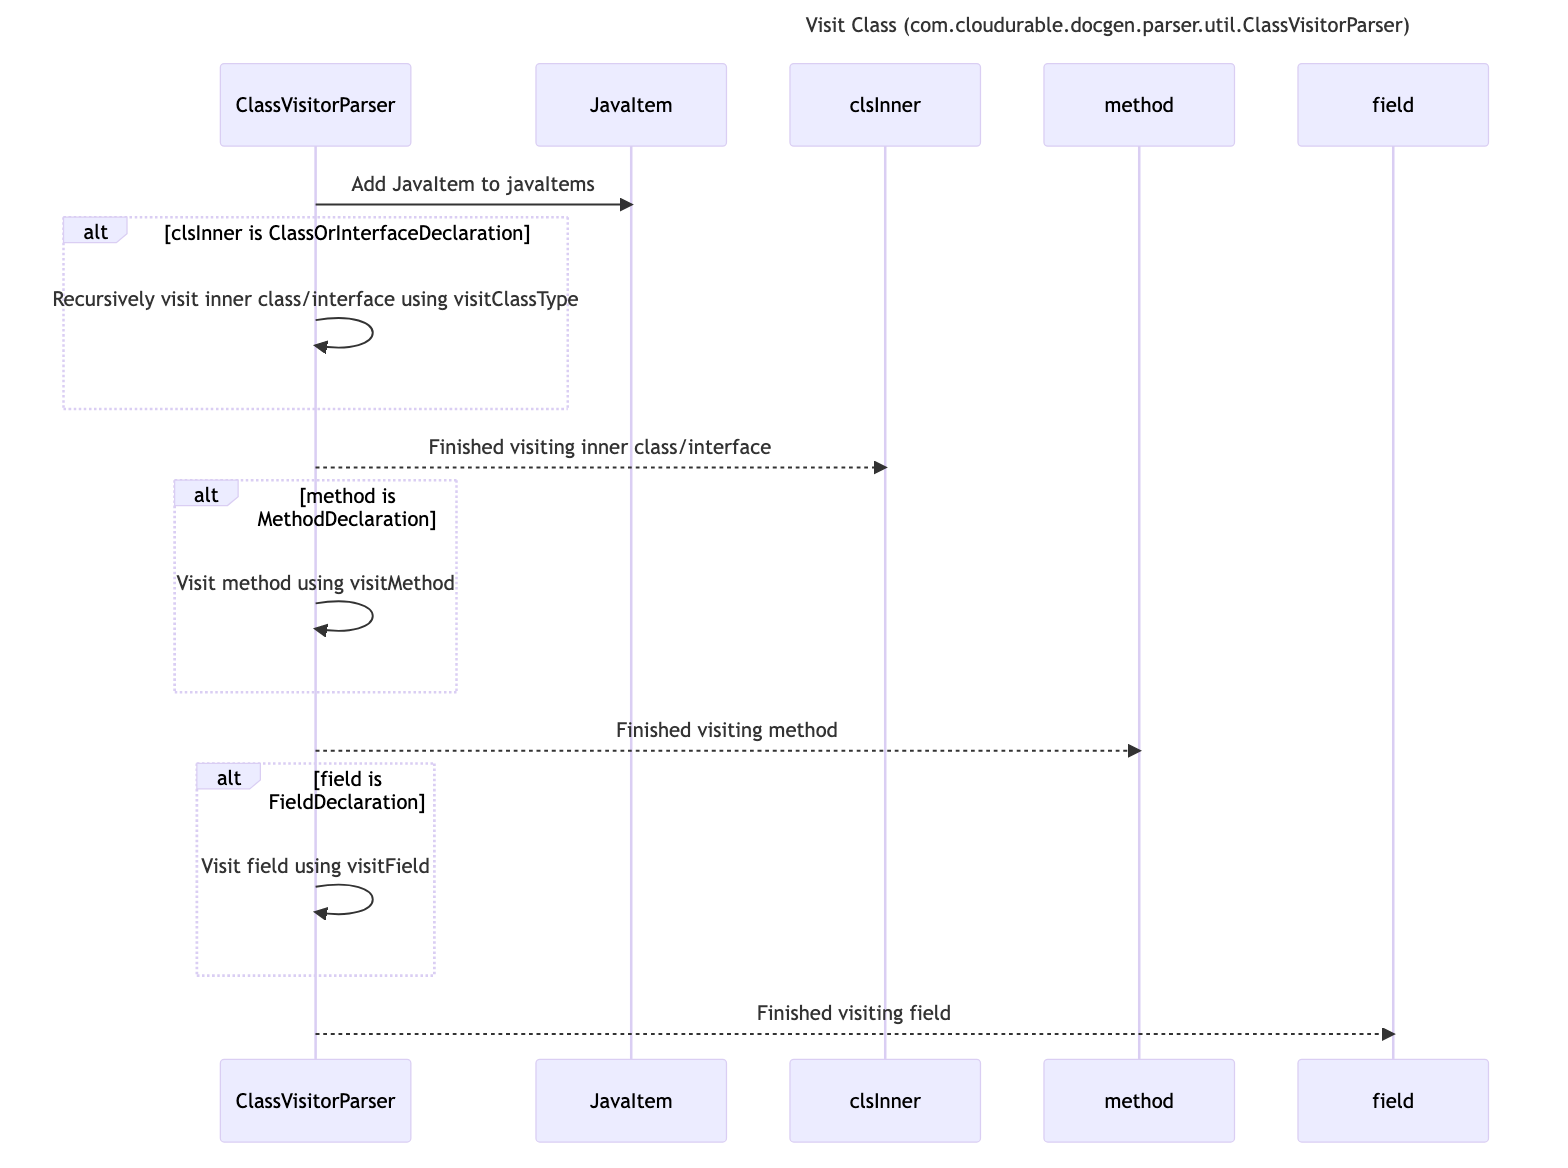 Visit Class (com.cloudurable.docgen.parser.util.ClassVisitorParser)
ClassVisitorParser
JavaItem
clsInner
method
field
Add JavaItem to javaItems
alt
[clsInner is ClassOrInterfaceDeclaration]
Recursively visit inner class/interface using visitClassType
Finished visiting inner class/interface
alt
[method is
MethodDeclaration]
Visit method using visitMethod
Finished visiting method
alt
[field is
FieldDeclaration]
Visit field using visitField
Finished visiting field
ClassVisitorParser
JavaItem
clsInner
method
field